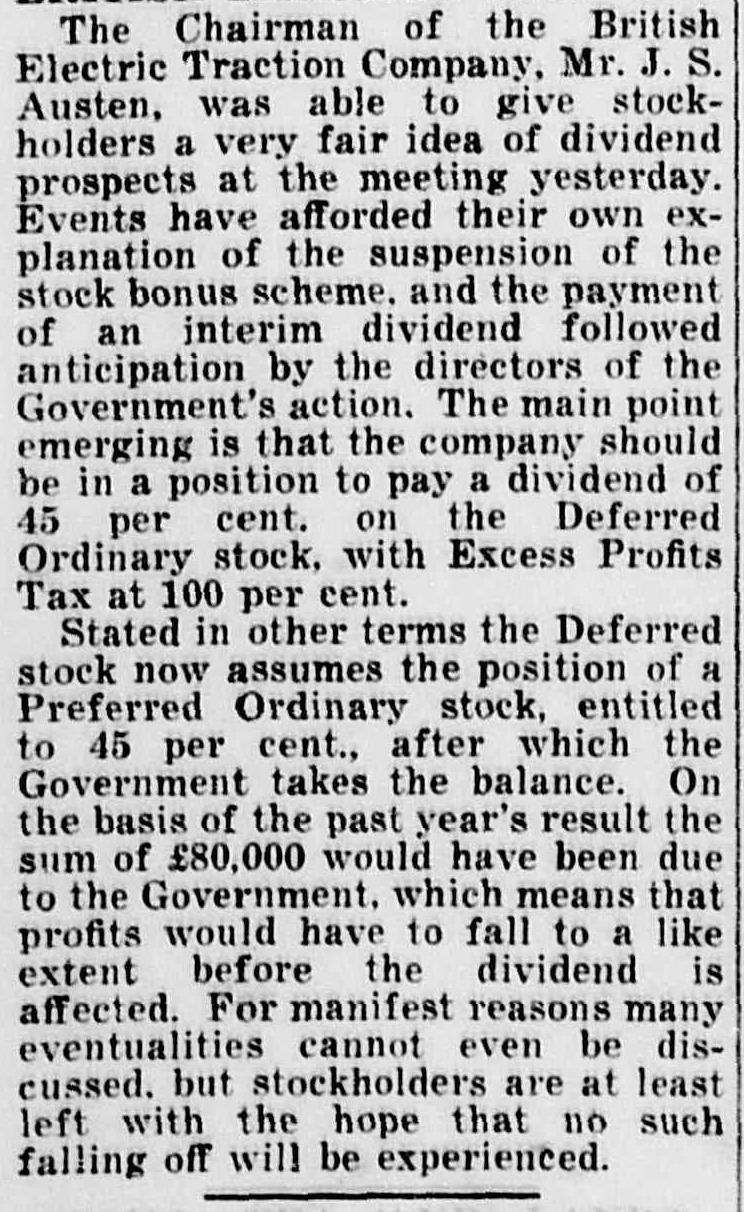 The Chairman of the British
Electric Traction Company, Mr. J. S.
Austen, was able to give stock-
holders a very fair idea of dividend
prospects at the meeting yesterday.
Events have afforded their own ex-
planation of the suspension of the
stock bonus scheme, and the payment
of an interim dividend followed
anticipation by the directors of the
Government's action. The main point
emerging is that the company should
be in a position to pay a dividend of
45 per cent. on the Deferred
Ordinary stock, with Excess Profits
Tax at 100 per cent.
Stated in other terms the Deferred
stock now assumes the position of a
Preferred Ordinary stock, entitled
to 45 per cent., after which the
Government takes the balance. On
the basis of the past year's result the
sum of £80,000 would have been due
to the Government, which means that
profits would have to fall to a like
extent before the dividend is
affected. For manifest reasons many
eventualities cannot even be dis-
cussed, but stockholders are at least
left with the hope that no such
falling off will be experienced.